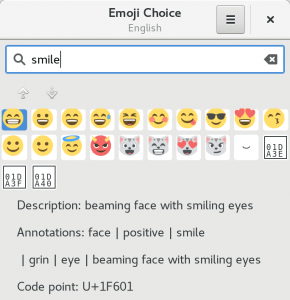 Emoji Choice
English
smile
01D
A3E
01D
A3F
01D
A40
Description: beaming face with smiling eyes
Annotations: face | positive | smile
| grin | eye | beaming face with smiling eyes
Code point: U+1F601